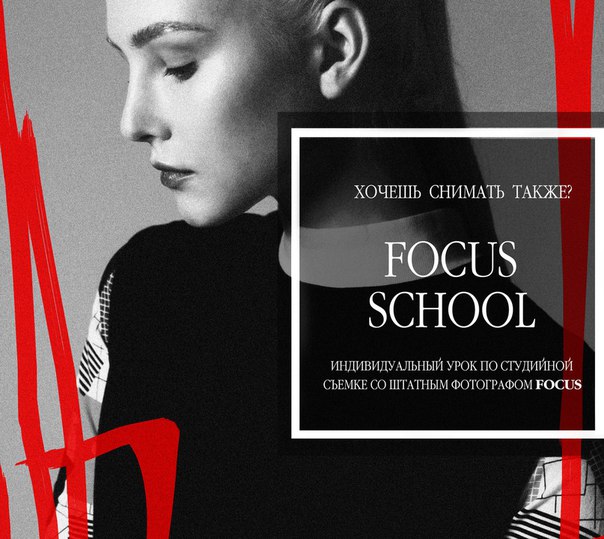 ХОЧЕШЬ СНИМАТЬ ТАКЖЕ?
FOCUS
SCHOOL
ИНДИВИДУАЛЬНЫЙ УРОК ПО СТУДИЙНОЙ
СЪЕМКЕ СО ШТАТНЫМ ФОТОГРАФОМ FOCUS